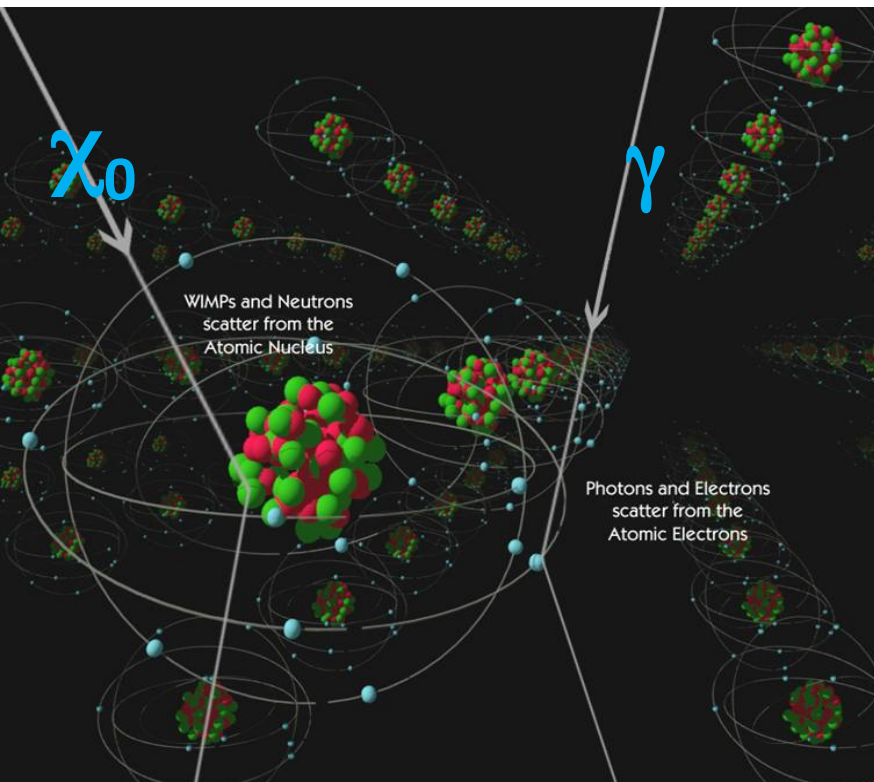 χ₀
γ
WIMPs and Neutrons
scatter from the
Atomic Nucleus
Photons and Electrons
scatter from the
Atomic Electrons